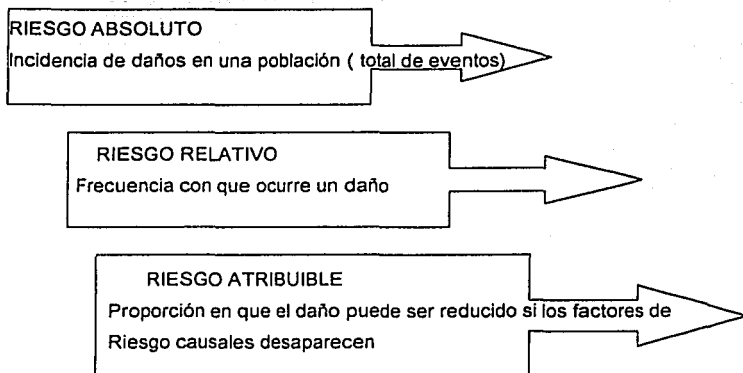 RIESGO ABSOLUTO
Incidencia de daños en una población ( total de eventos)
RIESGO RELATIVO
Frecuencia con que ocurre un daño
RIESGO ATRIBUIBLE
Proporción en que el daño puede ser reducido si los factores de
Riesgo causales desaparecen